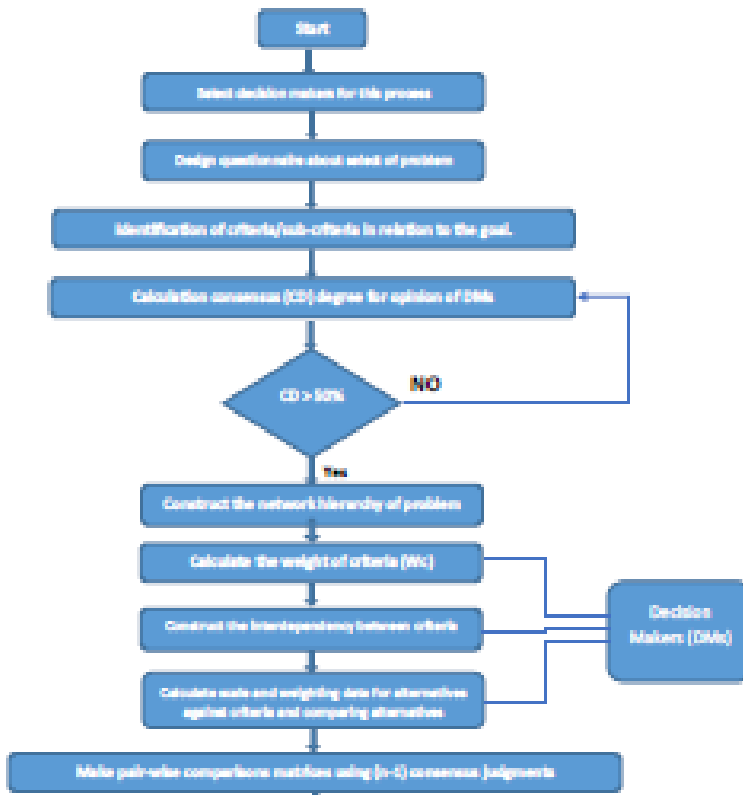 Start
Select decision makers for this process
Design questionnaire about select of problem
Identification of criteria/sub-criteria in relation to the goal.
Calculation consensus (CD) degree for opinion of DMs
CD > 50%
NO
Yes
Construct the network hierarchy of problem
Calculate the weight of criteria (Wc)
Construct the interdependency between criteria
Decision
Makers (DMs)
Calculate and weighting data for alternatives
against criteria and comparing alternatives
Make pair-wise comparisons matrixes using (n-1) consensus judgments